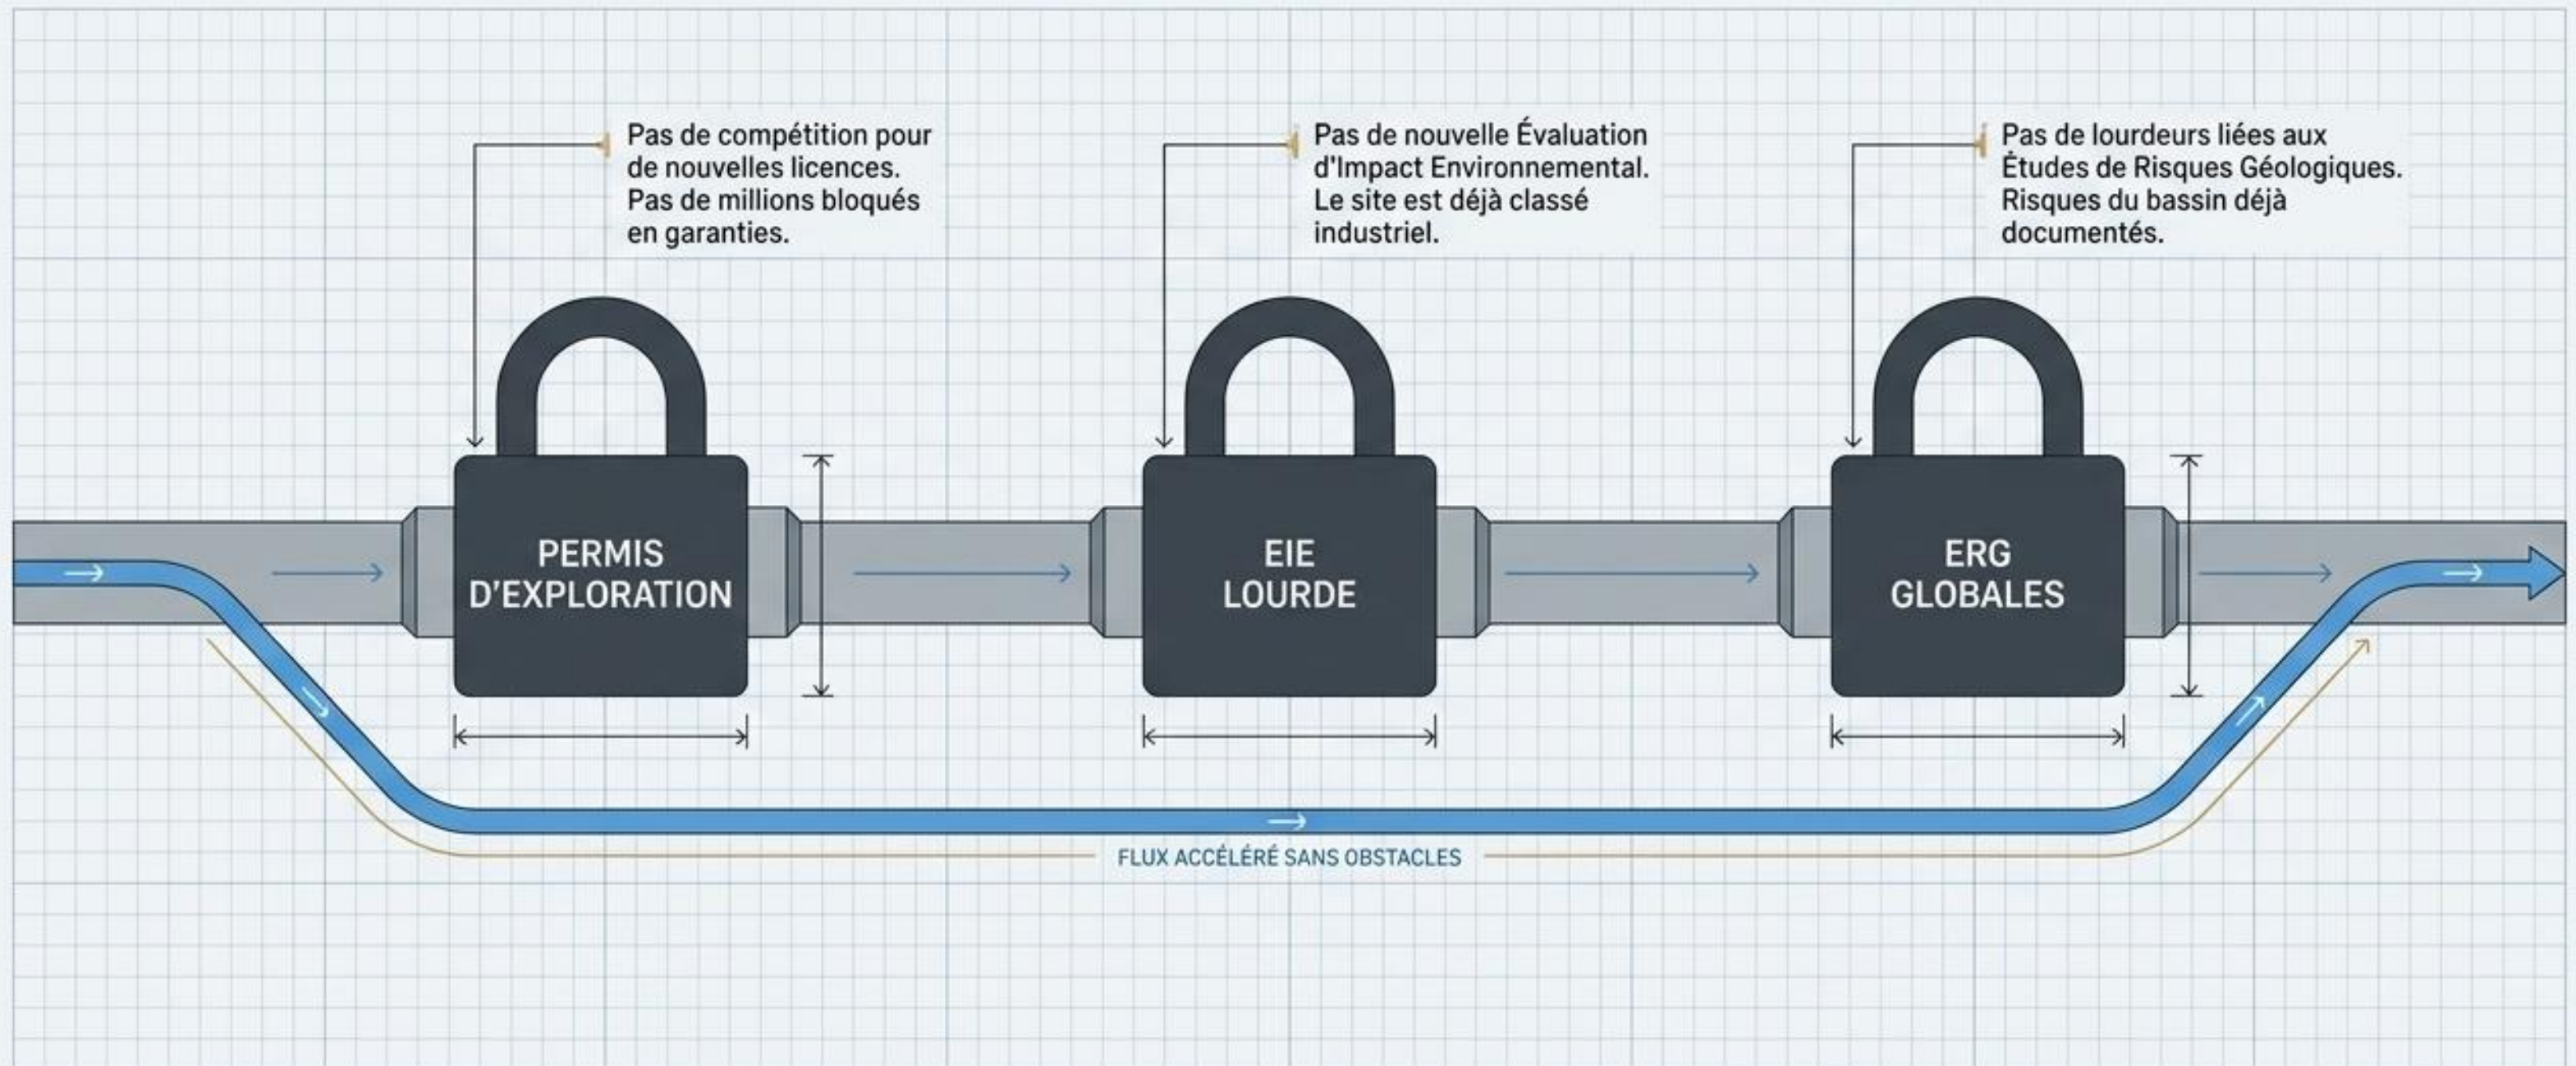 Pas de compétition pour
de nouvelles licences.
Pas de millions bloqués
en garanties.
Pas de nouvelle Évaluation
d'Impact Environnemental.
Le site est déjà classé
industriel.
Pas de lourdeurs liées aux
Études de Risques Géologiques.
Risques du bassin déjà
documentés.
PERMIS
D'EXPLORATION
EIE
LOURDE
ERG
GLOBALES
FLUX ACCÉLÉRÉ SANS OBSTACLES